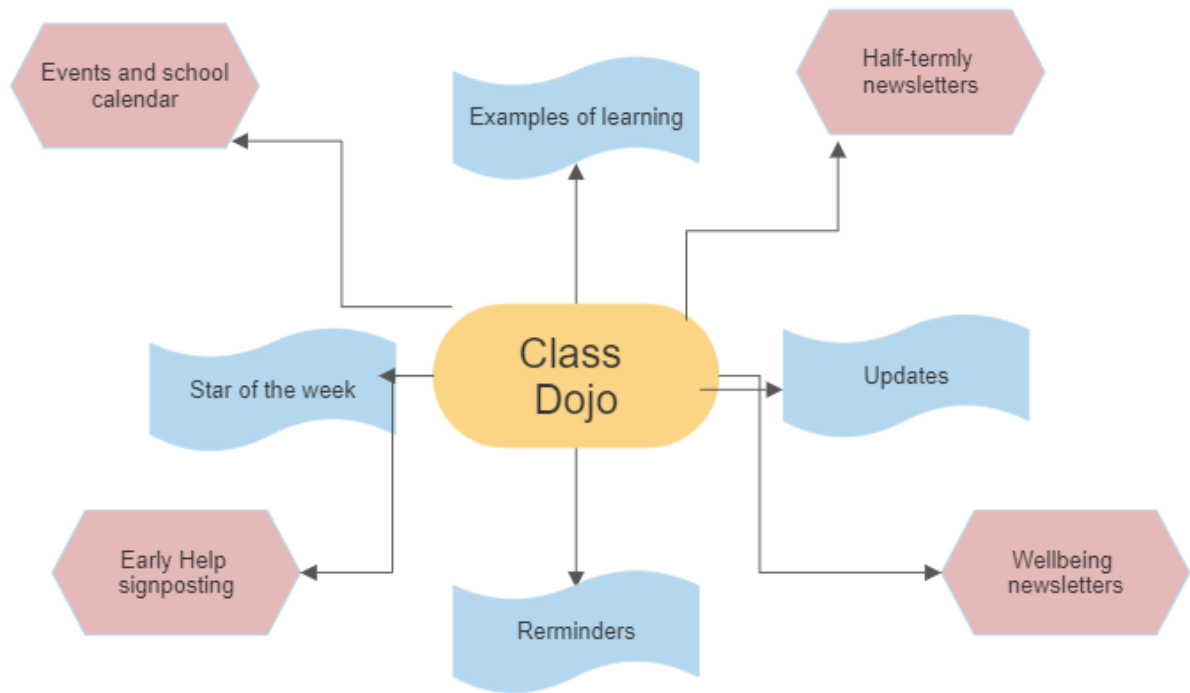 Events and school
calendar
Examples of learning
Half-termly
newsletters
Star of the week
Class
Dojo
Updates
Early Help
signposting
Rerminders
Wellbeing
newsletters